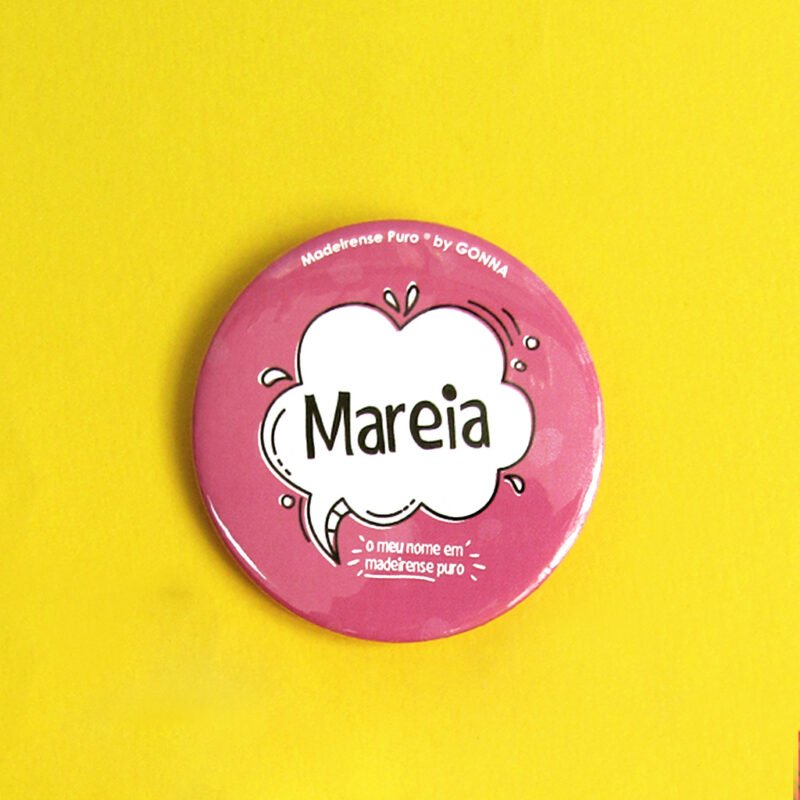 Madeirense Puro ® by GONNA
Mareia
o meu nome em
madeirense puro